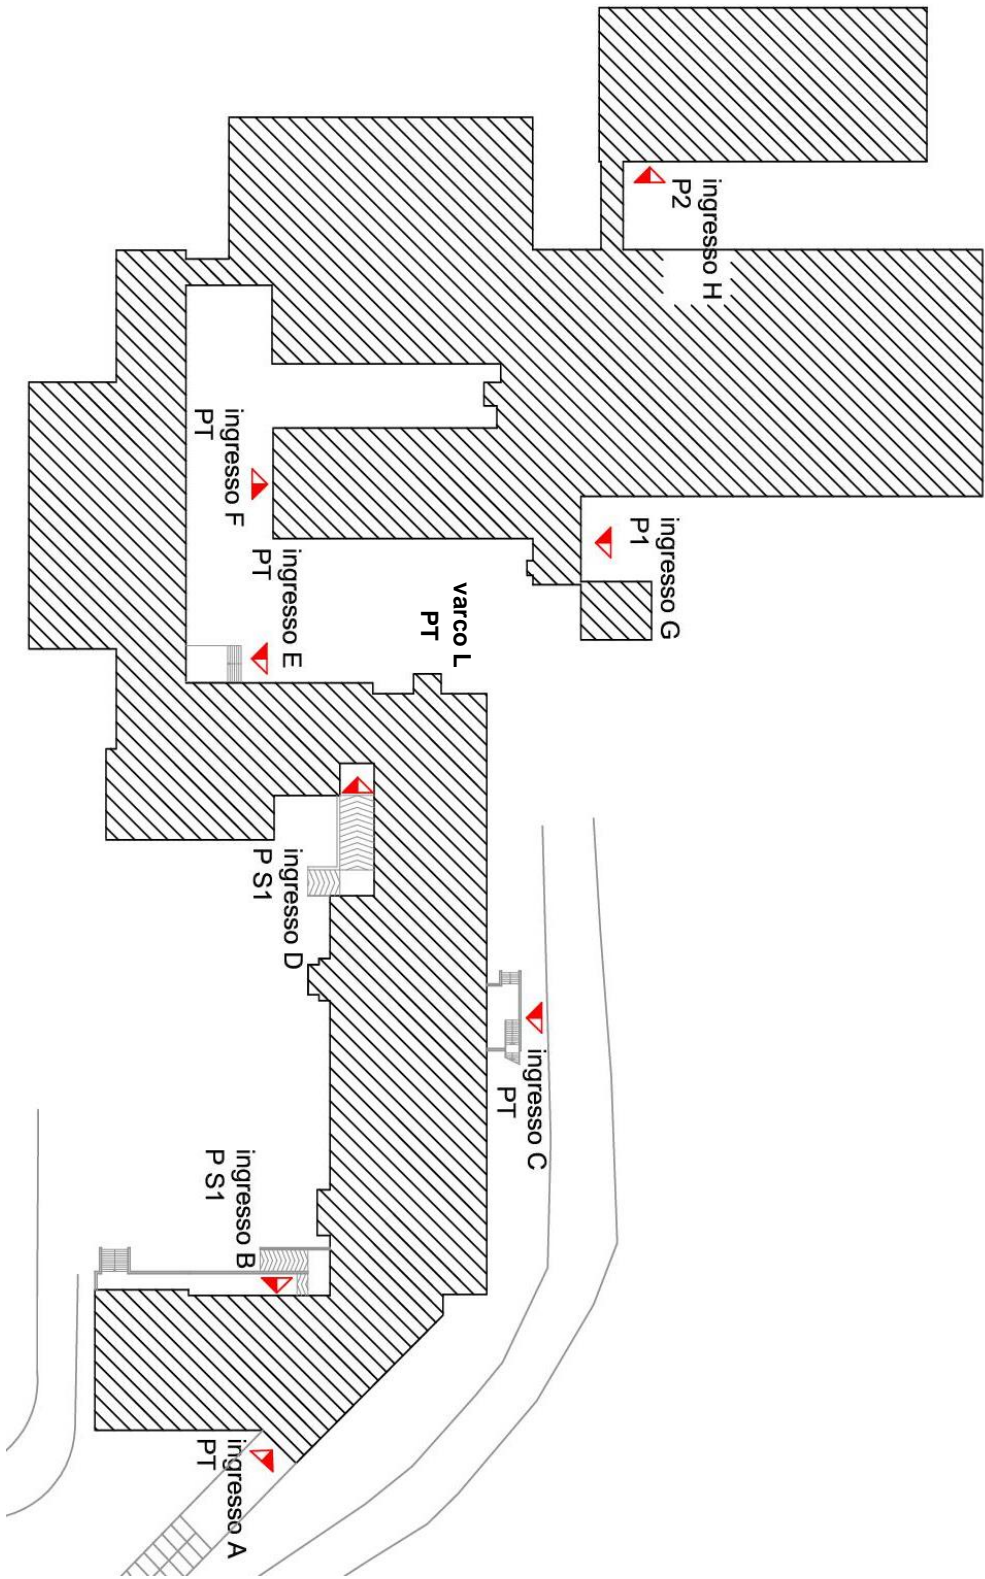 ingresso H
P2
ingresso G
P1
ingresso F
PT
ingresso E
PT
varco L
PT
ingresso D
P S1
ingresso C
PT
ingresso B
P S1
ingresso A
PT